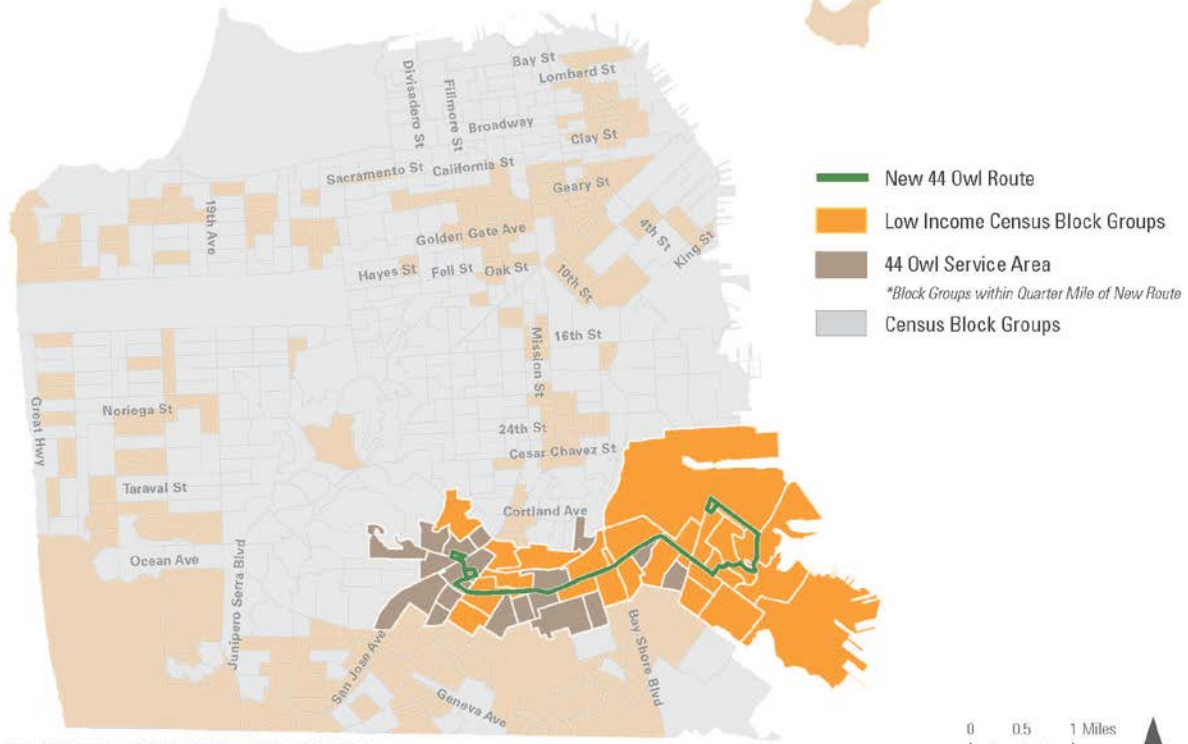 Bay St
Lombard St
Divisadero St
Fillmore St
Broadway
Clay St
Sacramento St
California St
Geary St
19th Ave
4th St
King St
Golden Gate Ave
Hayes St
Fell St
Oak St
10th St
Mission St
16th St
Great Hwy
Noriega St
24th St
Cesar Chavez St
Taraval St
Cortland Ave
Ocean Ave
Junipero Serra Blvd
San Jose Ave
Bay Shore Blvd
Geneva Ave
New 44 Owl Route
Low Income Census Block Groups
44 Owl Service Area
*Block Groups within Quarter Mile of New Route
Census Block Groups
0 0.5 1 Miles